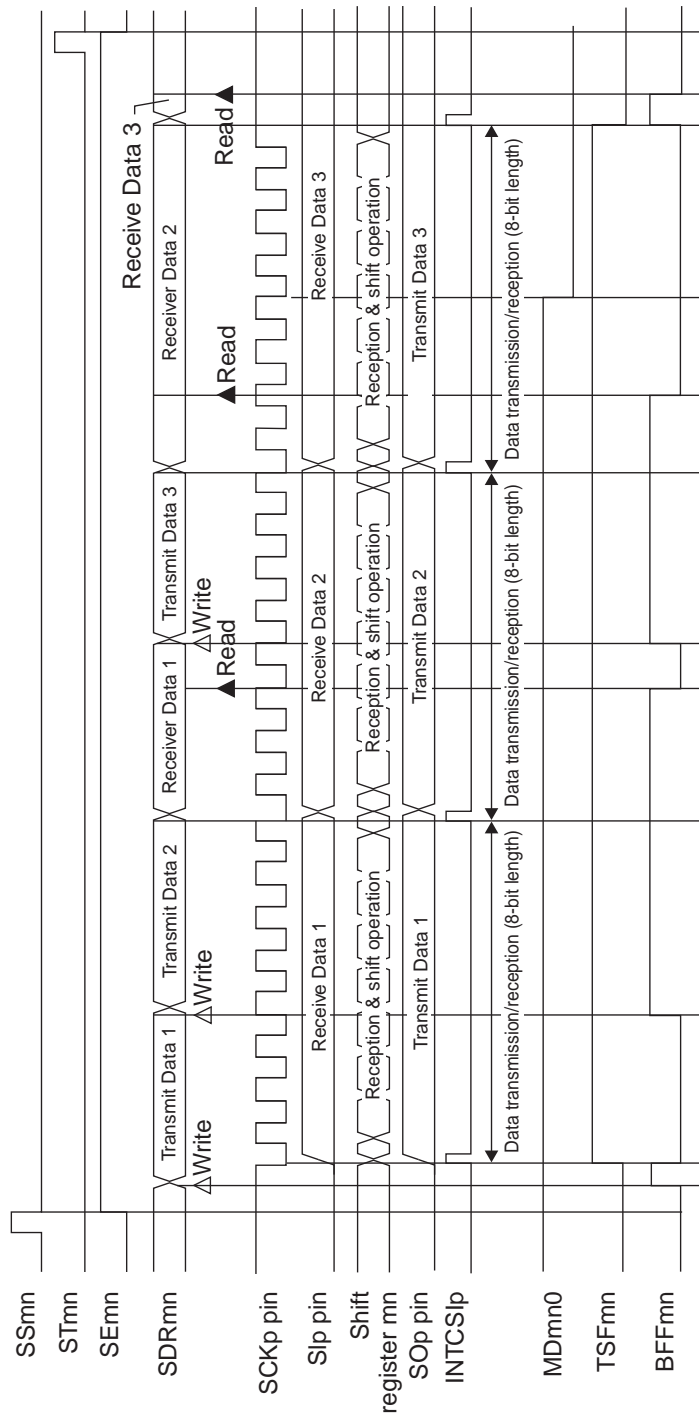 SSmn
STmn
SEmn
SDRmn
Transmit Data 1
Transmit Data 2
Receiver Data 1
Transmit Data 3
Receiver Data 2
Receive Data 3
Write
Write
Read
Write
Read
Read
SCKp pin
SIp pin
Receive Data 1
Receive Data 2
Receive Data 3
Shift
register mn
Reception & shift operation
Reception & shift operation
Reception & shift operation
SOp pin
Transmit Data 1
Transmit Data 2
Transmit Data 3
INTCSIp
Data transmission/reception (8-bit length)
Data transmission/reception (8-bit length)
Data transmission/reception (8-bit length)
MDmn0
TSFmn
BFFmn